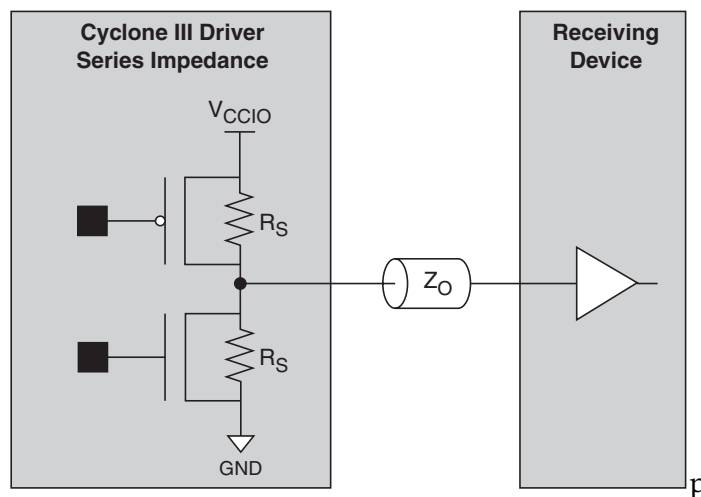 Cyclone III Driver
Series Impedance
Receiving
Device
VCCIO
RS
ZO
RS
GND
p